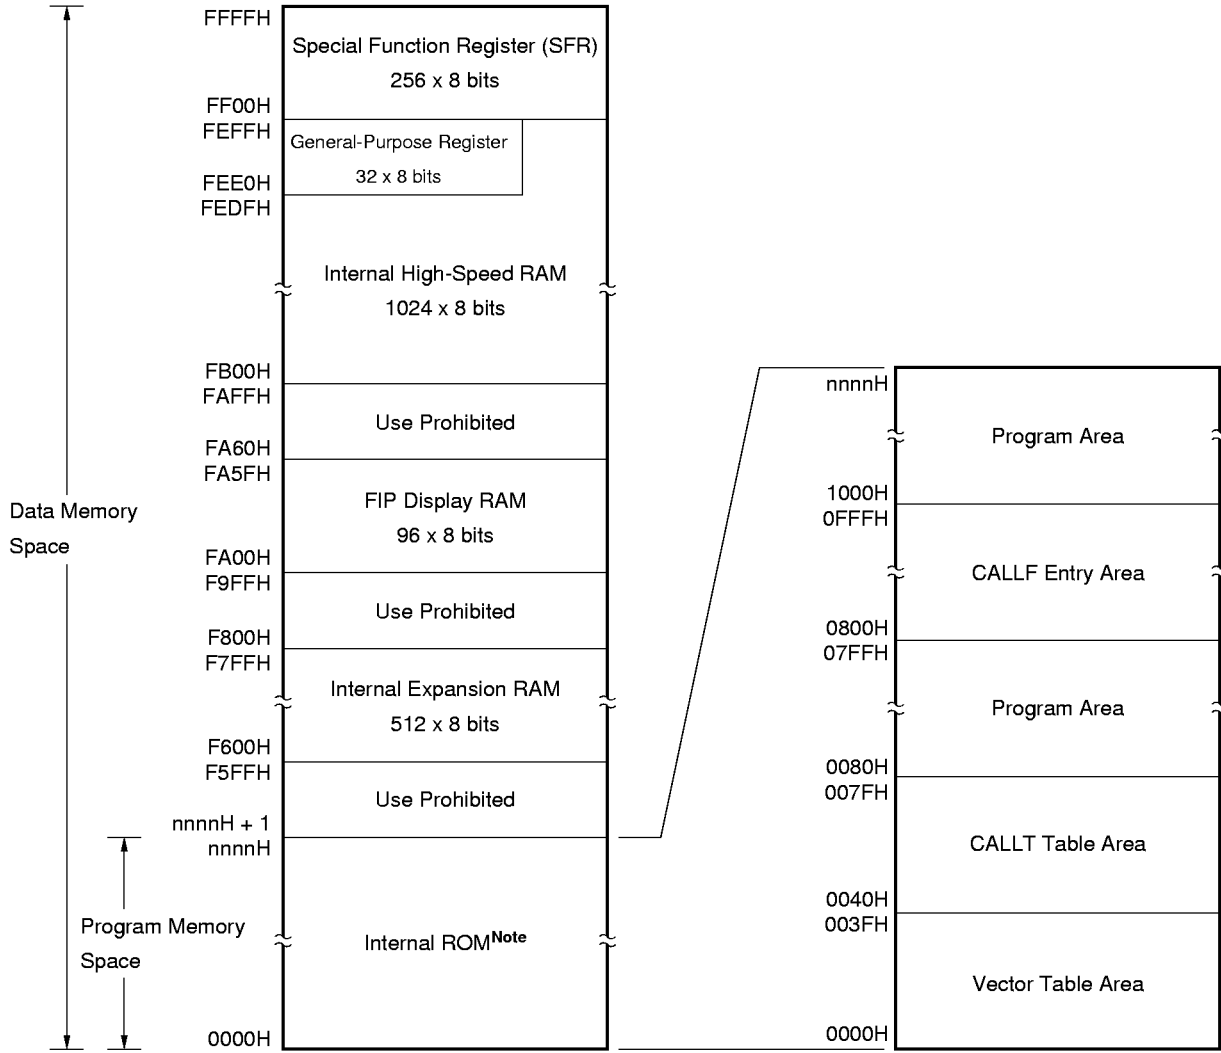 FFFFH
Special Function Register (SFR)
256 x 8 bits
FF00H
FEFFH
General-Purpose Register
32 x 8 bits
FEE0H
FEDFH
Internal High-Speed RAM
1024 x 8 bits
FB00H
FAFFH
Use Prohibited
FA60H
FA5FH
FIP Display RAM
96 x 8 bits
FA00H
F9FFH
Use Prohibited
F800H
F7FFH
Internal Expansion RAM
512 x 8 bits
F600H
F5FFH
Use Prohibited
nnnnH + 1
nnnnH
Internal ROM Note
0000H
Data Memory
Space
Program Memory
Space
nnnnH
Program Area
1000H
0FFFH
CALLF Entry Area
0800H
07FFH
Program Area
0080H
007FH
CALLT Table Area
0040H
003FH
Vector Table Area
0000H